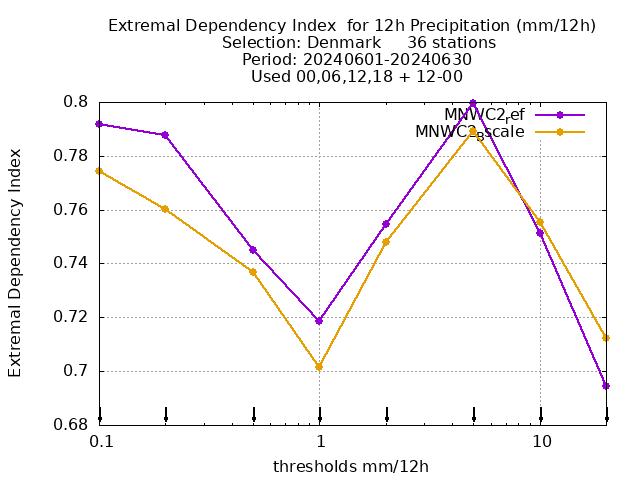 Extremal Dependency Index  for 12h Precipitation (mm/12h)
Selection: Denmark     36 stations
Period: 20240601-20240630
Used 00,06,12,18 + 12-00
MNWC2ref
MNWC2Bscale
0.8
0.78
0.76
0.74
0.72
0.7
0.68
0.1
1
10
Extremal Dependency Index
thresholds mm/12h